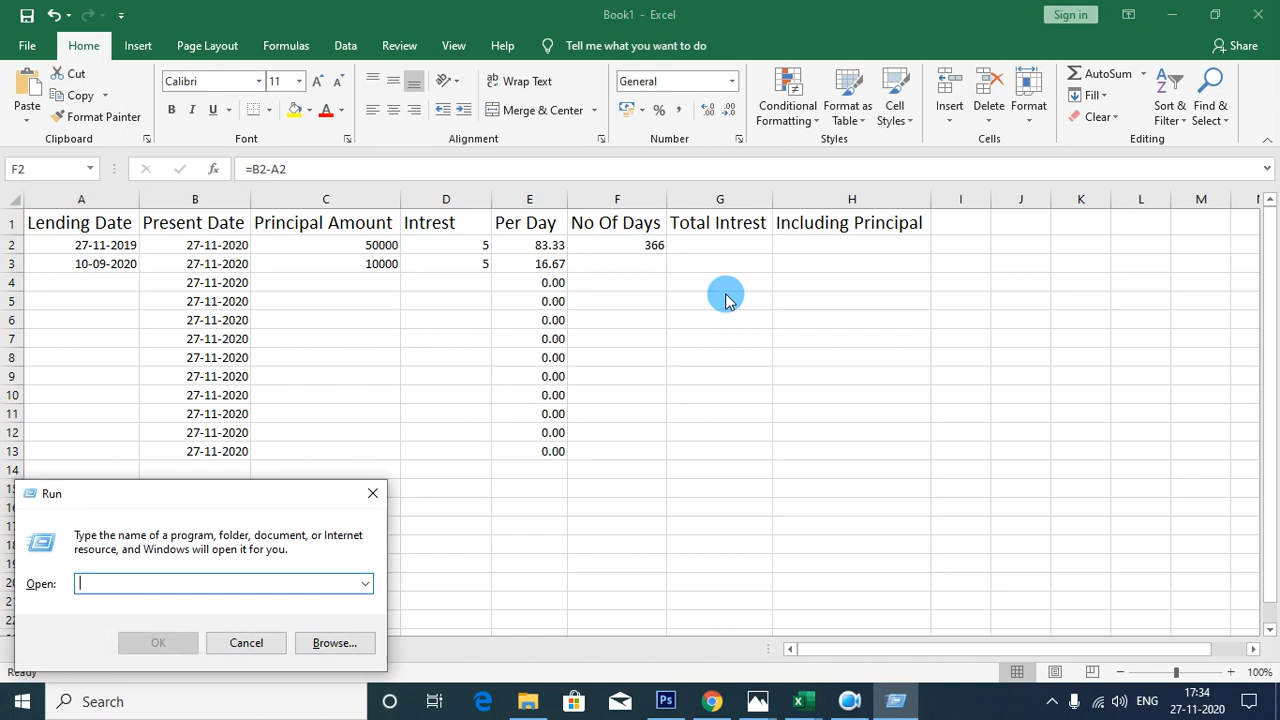 Book1 - Excel
Sign in
File Home Insert Page Layout Formulas Data Review View Help Tell me what you want to do Share
Paste
Cut
Copy
Format Painter
Clipboard
Calibri 11
B I U
Font
Wrap Text
Merge & Center
Alignment
General
Number
Conditional Formatting
Format as Table
Cell Styles
Styles
Insert Delete Format
Cells
AutoSum
Fill
Clear
Sort & Filter
Find & Select
Editing
F2 fx =B2-A2
A B C D E F G H I J K L M
1 Lending Date Present Date Principal Amount Intrest Per Day No Of Days Total Intrest Including Principal
2 27-11-2019 27-11-2020 50000 5 83.33 366
3 10-09-2020 27-11-2020 10000 5 16.67
4 27-11-2020 0.00
5 27-11-2020 0.00
6 27-11-2020 0.00
7 27-11-2020 0.00
8 27-11-2020 0.00
9 27-11-2020 0.00
10 27-11-2020 0.00
11 27-11-2020 0.00
12 27-11-2020 0.00
13 27-11-2020 0.00
14
Run
Type the name of a program, folder, document, or Internet
resource, and Windows will open it for you.
Open:
OK Cancel Browse...
Ready
100%
Search
ENG
17:34
27-11-2020